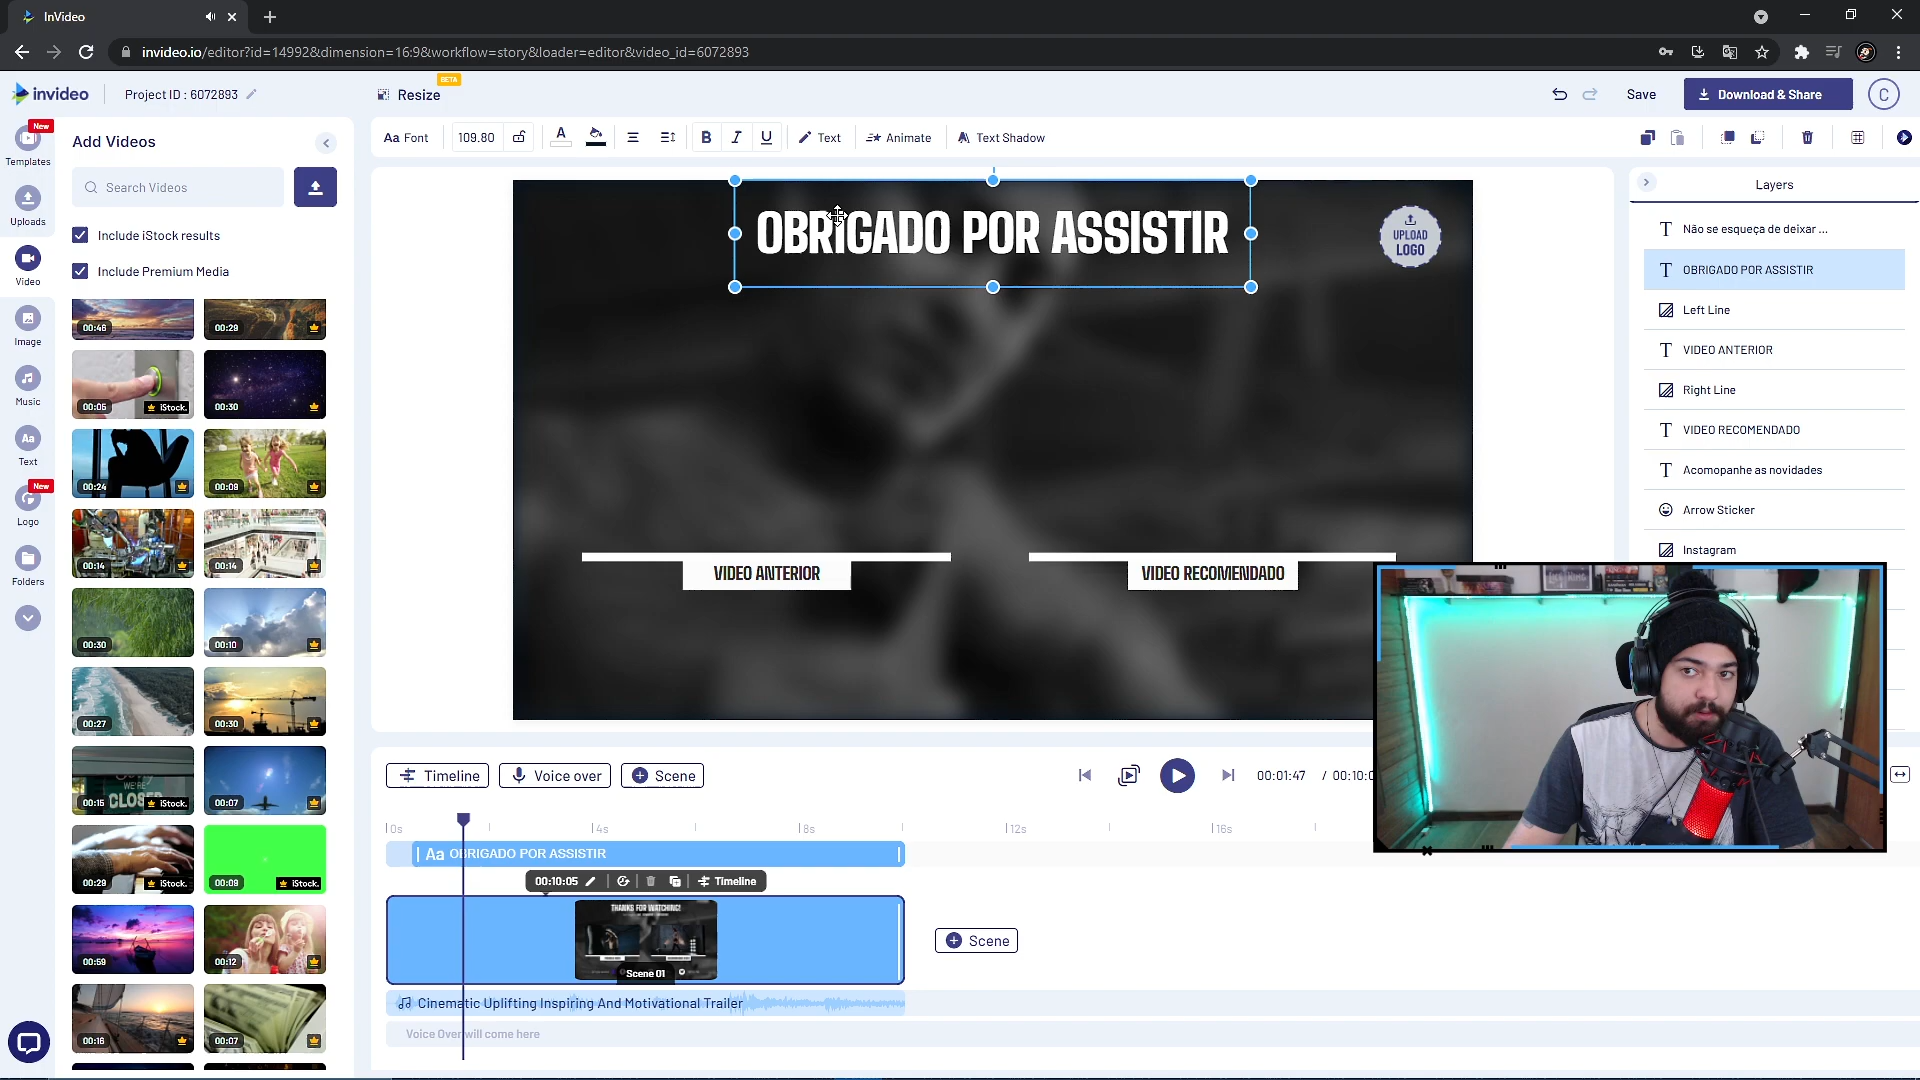 InVideo
invideo.io/editor?id=14992&dimension=16:9&workflow=story&loader=editor&video_id=6072893
invideo
Project ID : 6072893
Resize
BETA
Save
Download & Share
C
New
Templates
Uploads
Video
Image
Music
Text
New
Logo
Folders
Add Videos
Search Videos
Include iStock results
Include Premium Media
00:46
00:29
00:05
iStock.
00:30
00:24
00:09
00:14
00:14
00:30
00:10
00:27
00:30
00:15
iStock.
00:07
00:29
iStock.
00:09
iStock.
00:59
00:12
00:16
00:07
Aa Font
109.80
A
B
I
U
Text
Animate
Text Shadow
OBRIGADO POR ASSISTIR
UPLOAD
LOGO
VIDEO ANTERIOR
VIDEO RECOMENDADO
Layers
Não se esqueça de deixar ...
OBRIGADO POR ASSISTIR
Left Line
VIDEO ANTERIOR
Right Line
VIDEO RECOMENDADO
Acomopanhe as novidades
Arrow Sticker
Instagram
Timeline
Voice over
Scene
00:01:47 / 00:10:0
0s
4s
8s
12s
16s
Aa OBRIGADO POR ASSISTIR
00:10:05
Timeline
THANKS FOR WATCHING!
Scene 01
Scene
Cinematic Uplifting Inspiring And Motivational Trailer
Voice Over will come here